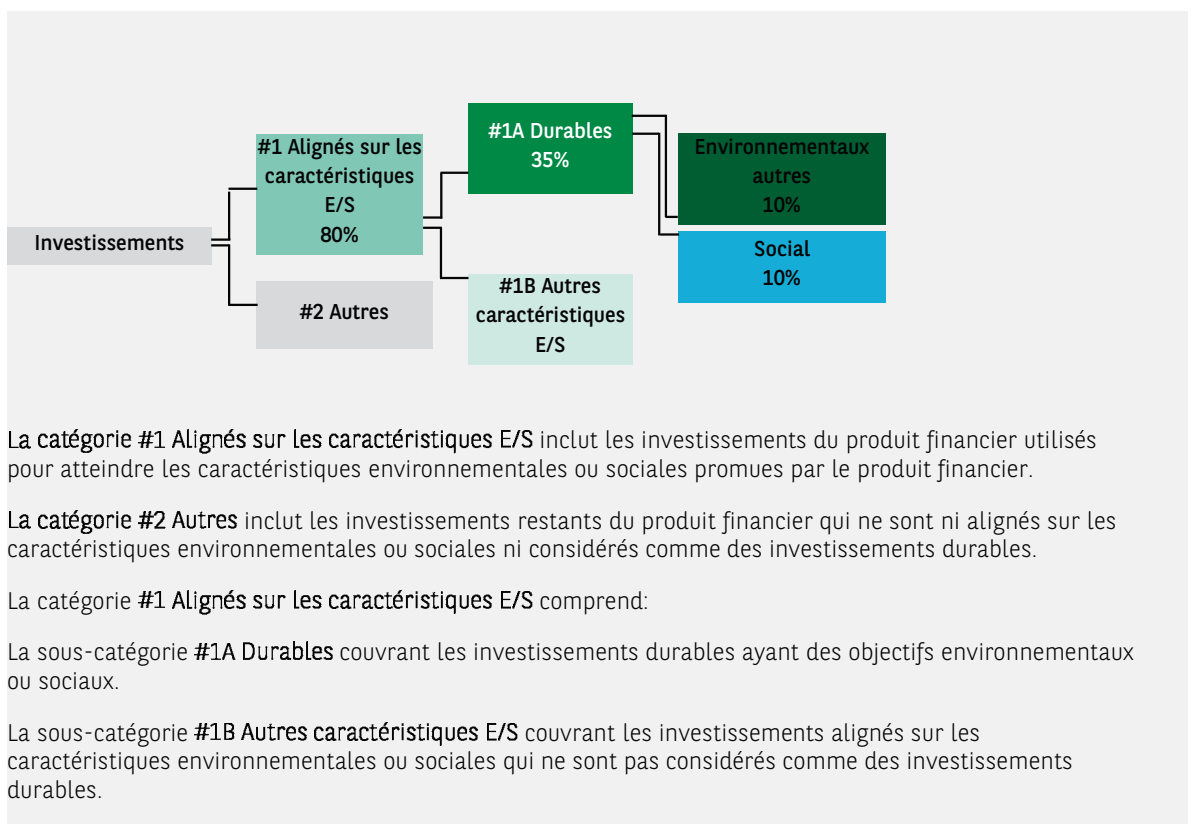 #1 Alignés sur les
caractéristiques
E/S
80%
#1A Durables
35%
Environnementaux
autres
10%
Investissements
Social
10%
#2 Autres
#1B Autres
caractéristiques
E/S
La catégorie #1 Alignés sur les caractéristiques E/S inclut les investissements du produit financier utilisés
pour atteindre les caractéristiques environnementales ou sociales promues par le produit financier.
La catégorie #2 Autres inclut les investissements restants du produit financier qui ne sont ni alignés sur les
caractéristiques environnementales ou sociales ni considérés comme des investissements durables.
La catégorie #1 Alignés sur les caractéristiques E/S comprend:
La sous-catégorie #1A Durables couvrant les investissements durables ayant des objectifs environnementaux
ou sociaux.
La sous-catégorie #1B Autres caractéristiques E/S couvrant les investissements alignés sur les
caractéristiques environnementales ou sociales qui ne sont pas considérés comme des investissements
durables.